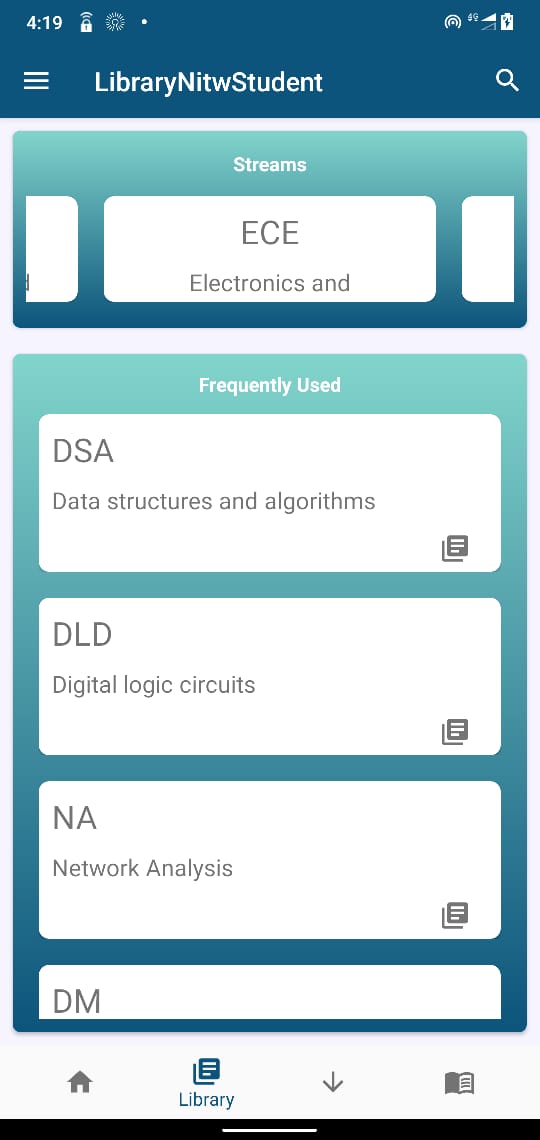 4:19
4G
LibraryNitwStudent
Streams
ECE
Electronics and
Frequently Used
DSA
Data structures and algorithms
DLD
Digital logic circuits
NA
Network Analysis
DM
Library